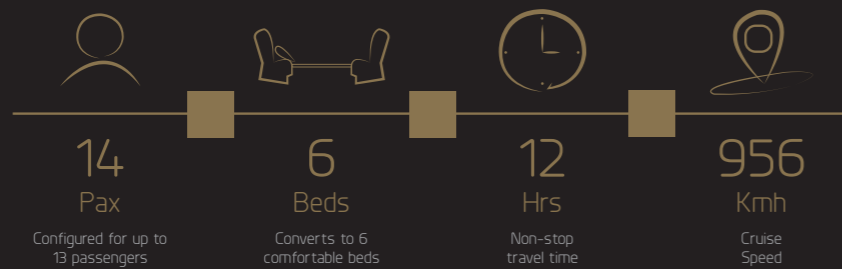 14
Pax
Configured for up to
13 passengers
6
Beds
Converts to 6
comfortable beds
12
Hrs
Non-stop
travel time
956
Kmh
Cruise
Speed